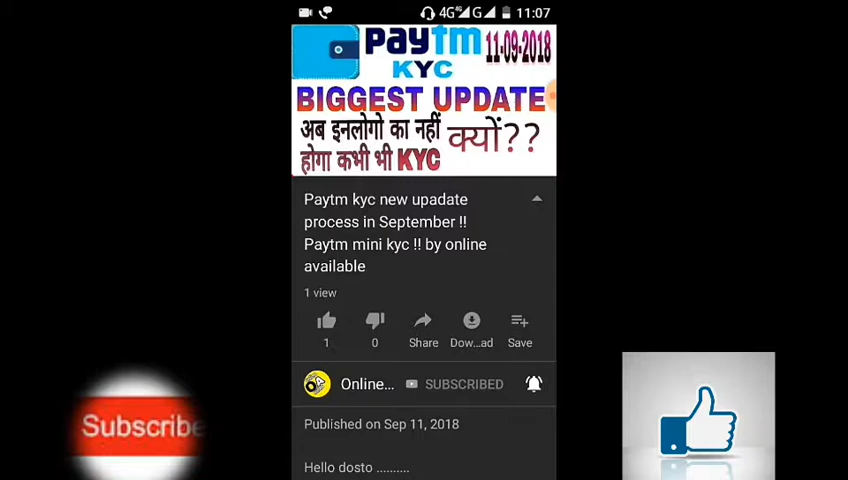 4G 4G G 11:07
paytm 11-09-2018
KYC
BIGGEST UPDATE
अब इनलोगो का नहीं क्यों??
होगा कभी भी KYC
Paytm kyc new upadate
process in September !!
Paytm mini kyc !! by online
available
1 view
1 0 Share Dow...ad Save
Online... SUBSCRIBED
Published on Sep 11, 2018
Hello dosto ..........
Subscribe